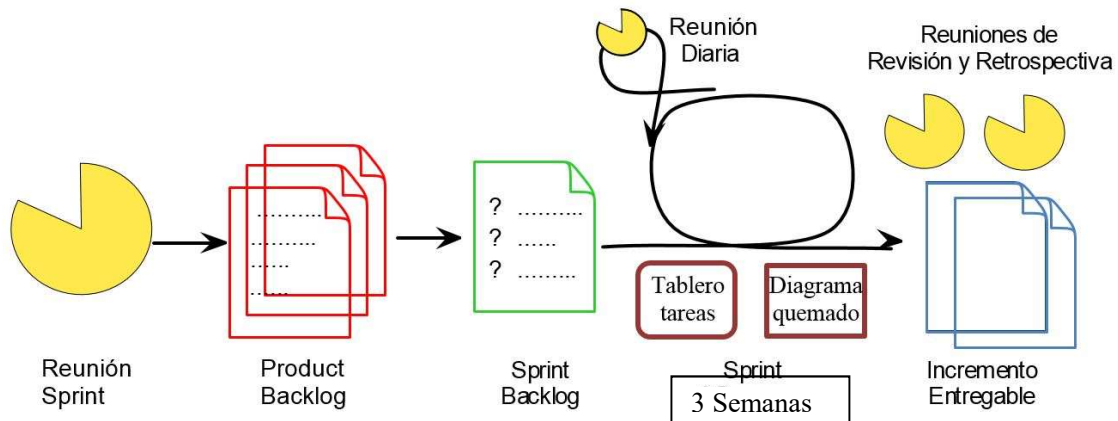 Reunión
Diaria
Reuniones de
Revisión y Retrospectiva
? ..........
? ......
? .........
Tablero
tareas
Diagrama
quemado
Reunión
Sprint
Product
Backlog
Sprint
Backlog
Sprint
3 Semanas
Incremento
Entregable